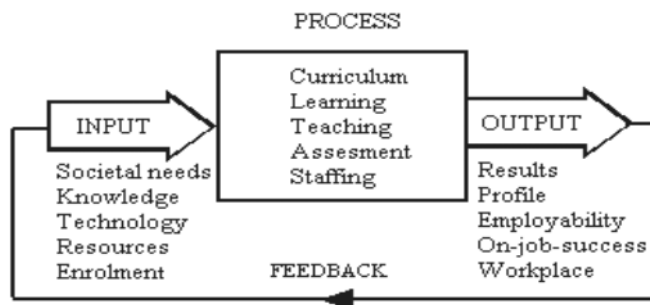 PROCESS
Curriculum
Learning
Teaching
Assesment
Staffing
INPUT
Societal needs
Knowledge
Technology
Resources
Enrolment
OUTPUT
Results
Profile
Employability
On-job-success
Workplace
FEEDBACK